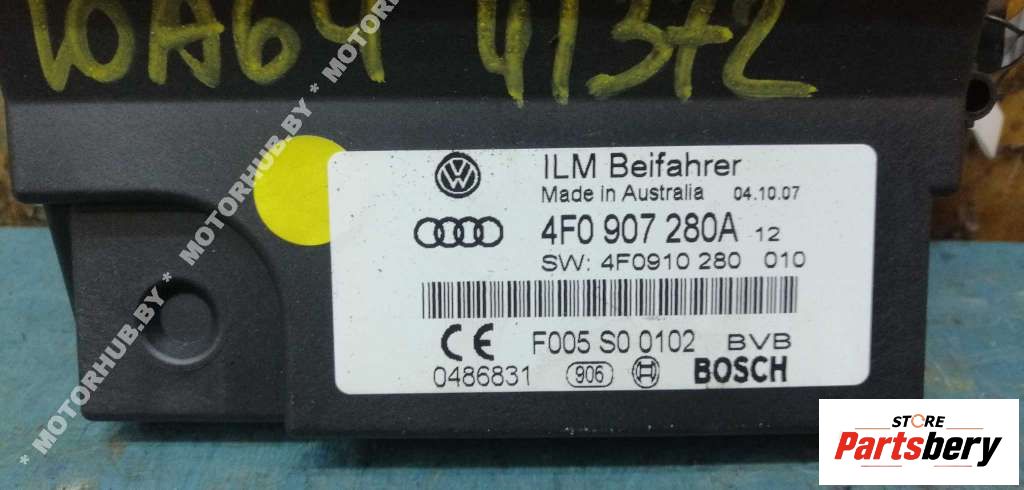 WA64 41372
ILM Beifahrer
Made in Australia 04.10.07
4F0 907 280A 12
SW: 4F0910 280 010
CE F005 S0 0102 BVB
0486831 906 BOSCH
* MOTORHUB.BY * MOTORHUB.BY * MOTORHUB.BY *
STORE
Partsbery